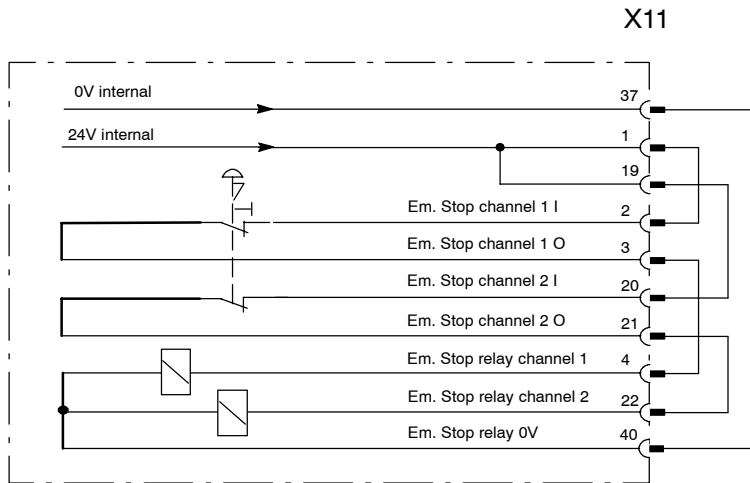 X11
0V internal 37
24V internal 1
19
Em. Stop channel 1 I 2
Em. Stop channel 1 O 3
Em. Stop channel 2 I 20
Em. Stop channel 2 O 21
Em. Stop relay channel 1 4
Em. Stop relay channel 2 22
Em. Stop relay 0V 40